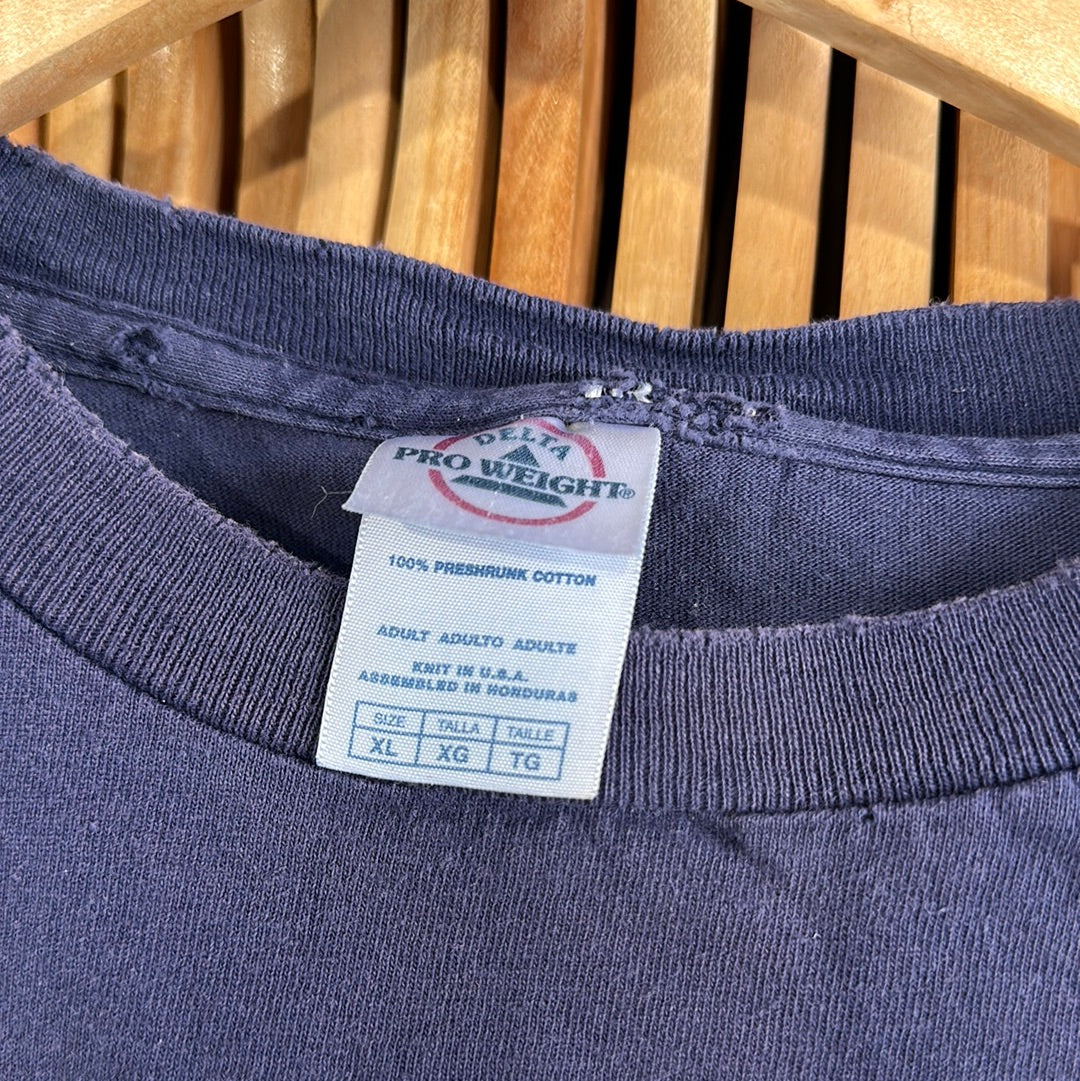 DELTA
PRO WEIGHT®
100% PRESHRUNK COTTON
ADULT ADULTO ADULTE
KNIT IN U.S.A.
ASSEMBLED IN HONDURAS
SIZE TALLA TAILLE
XL XG TG